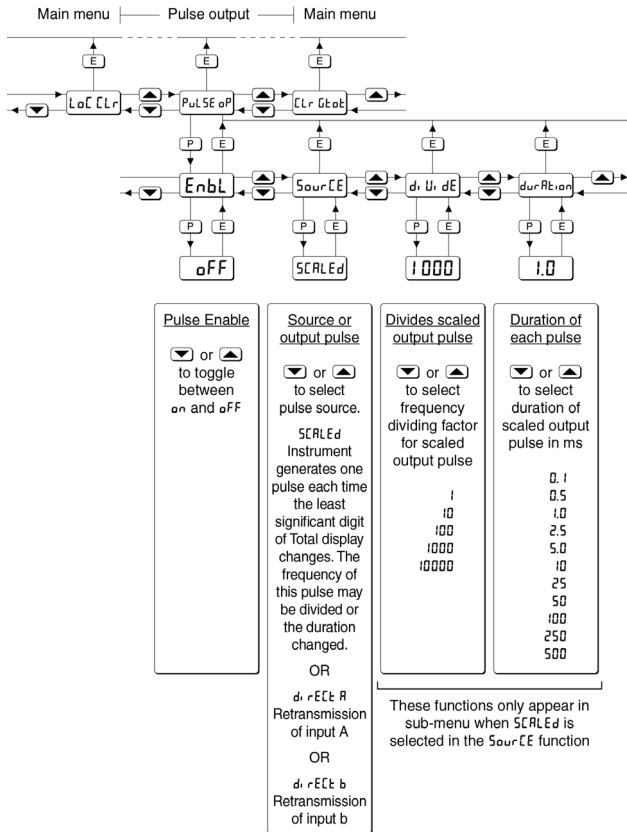 Main menu Pulse output Main menu
E E E
LoC CLr PuLSE oP CLr Gtot
P E E E E
EnbL SourCE di Ui dE durAtion
P E P E P E P E
oFF SCALEd 1000 1.0
Pulse Enable
or
to toggle
between
on and oFF
Source or
output pulse
or
to select
pulse source.
SCALEd
Instrument
generates one
pulse each time
the least
significant digit
of Total display
changes. The
frequency of
this pulse may
be divided or
the duration
changed.
OR
di rECt A
Retransmission
of input A
OR
di rECt b
Retransmission
of input b
Divides scaled
output pulse
or
to select
frequency
dividing factor
for scaled
output pulse
1
10
100
1000
10000
Duration of
each pulse
or
to select
duration of
scaled output
pulse in ms
0.1
0.5
1.0
2.5
5.0
10
25
50
100
250
500
These functions only appear in
sub-menu when SCALEd is
selected in the SourCE function